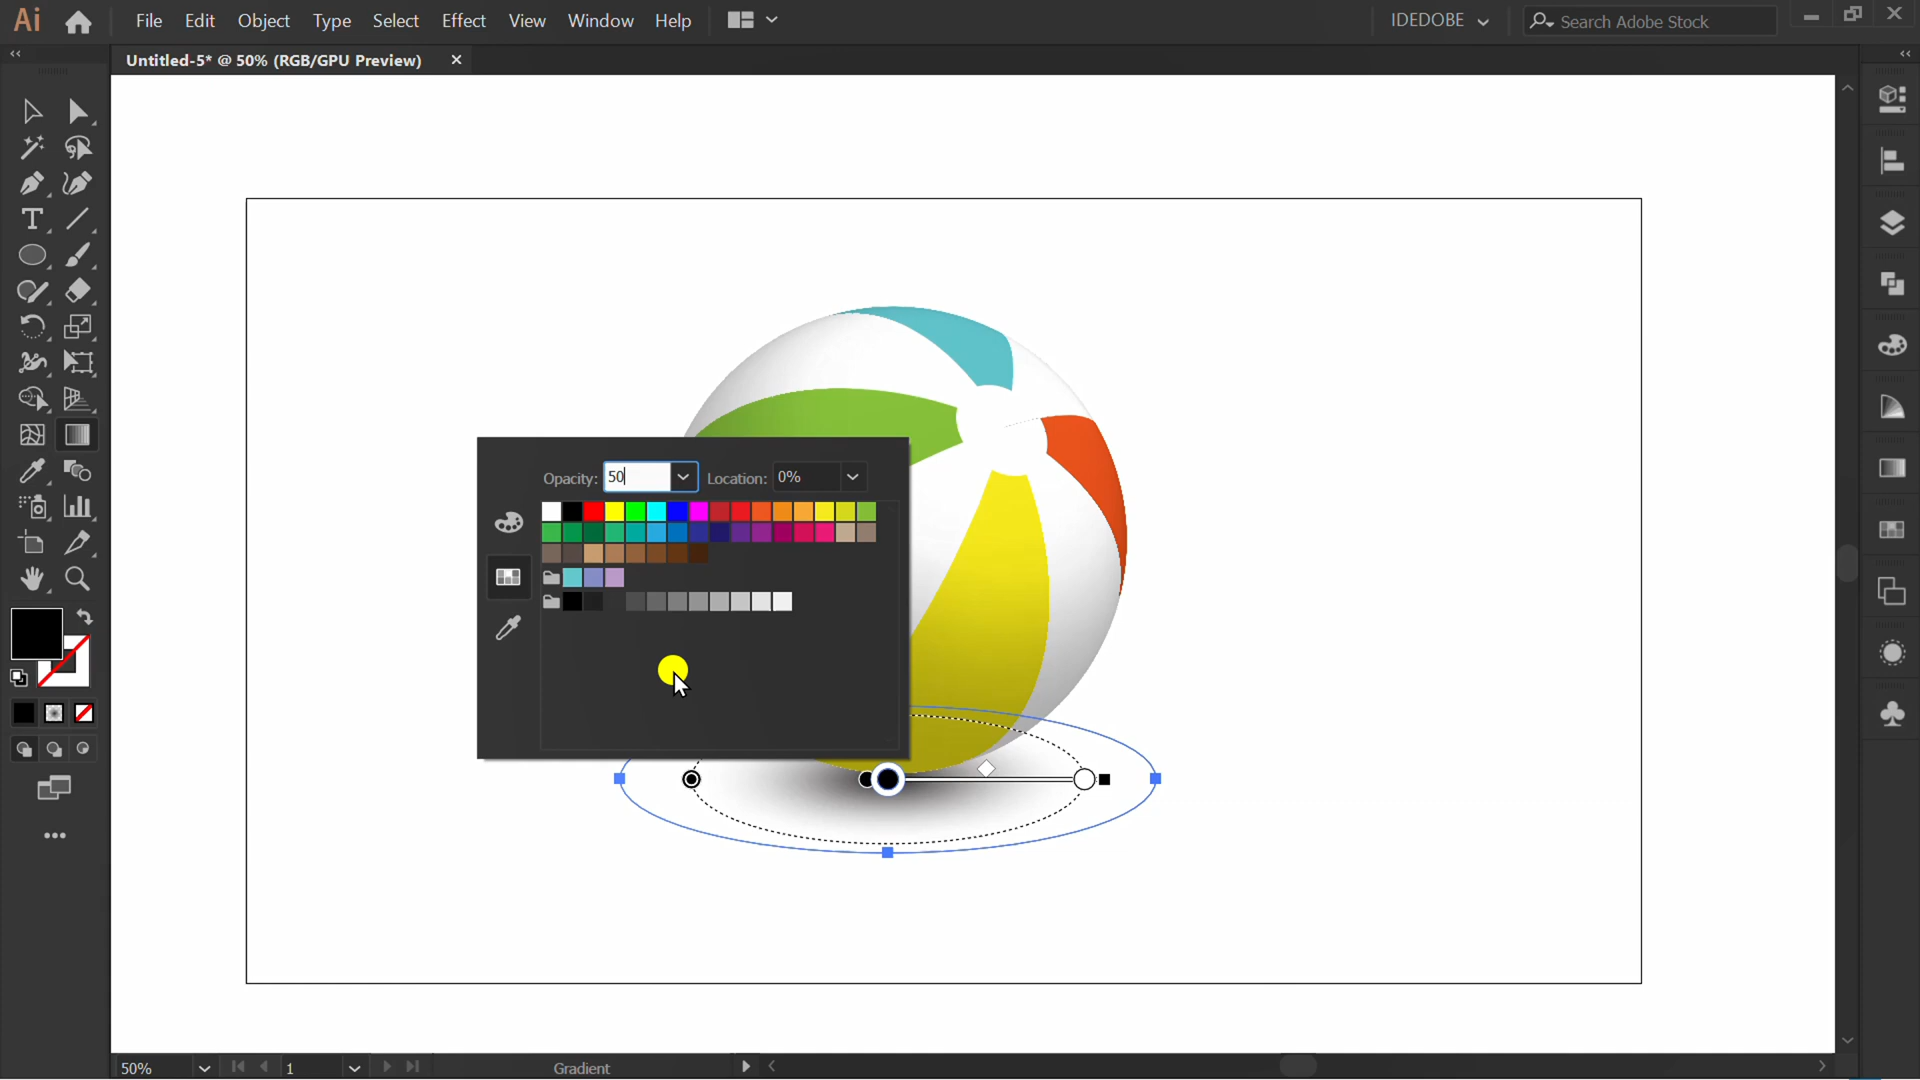 Ai File Edit Object Type Select Effect View Window Help IDEDOBE Search Adobe Stock
Untitled-5* @ 50% (RGB/GPU Preview)
Opacity: 50 Location: 0%
50% 1 Gradient